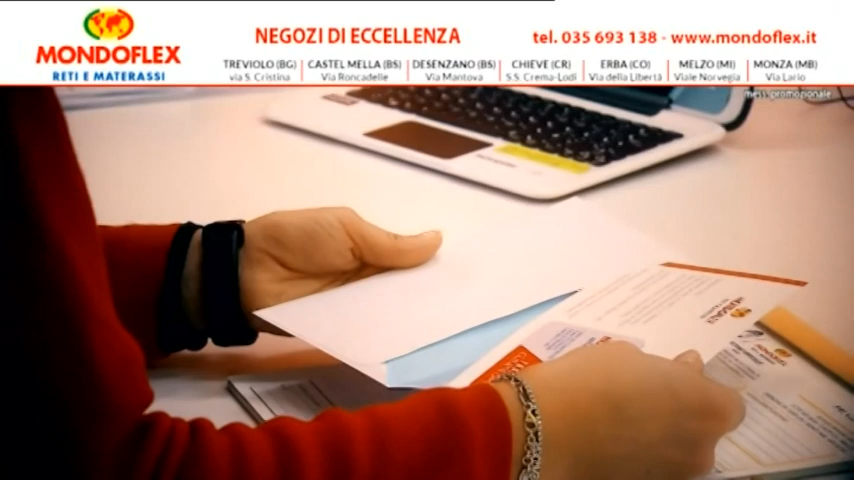 MONDOFLEX
RETI E MATERASSI
NEGOZI DI ECCELLENZA
tel. 035 693 138 - www.mondoflex.it
TREVIOLO (BG)
via S. Cristina
CASTEL MELLA (BS)
Via Roncadelle
DESENZANO (BS)
Via Mantova
CHIEVE (CR)
S.S. Crema-Lodi
ERBA (CO)
Via della Libertà
MELZO (MI)
Viale Norvegia
MONZA (MB)
Via Lario
mess. promozionale
MONDOFLEX
MONDOFLEX